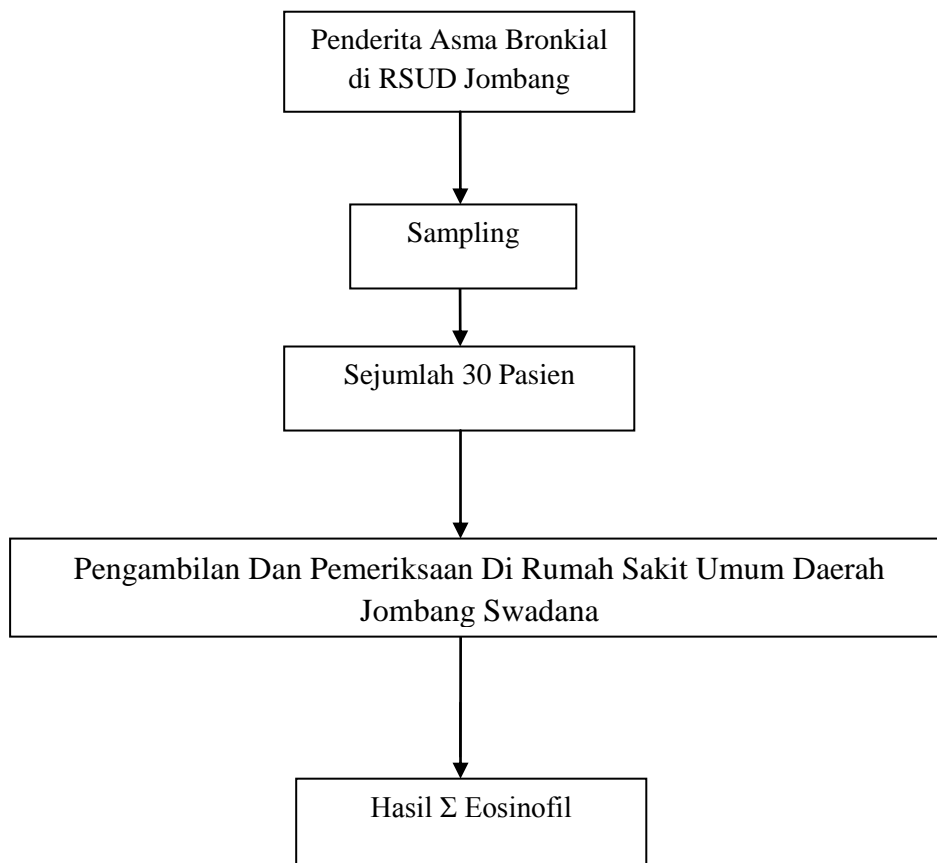 Penderita Asma Bronkial
di RSUD Jombang
Sampling
Sejumlah 30 Pasien
Pengambilan Dan Pemeriksaan Di Rumah Sakit Umum Daerah
Jombang Swadana
Hasil Σ Eosinofil